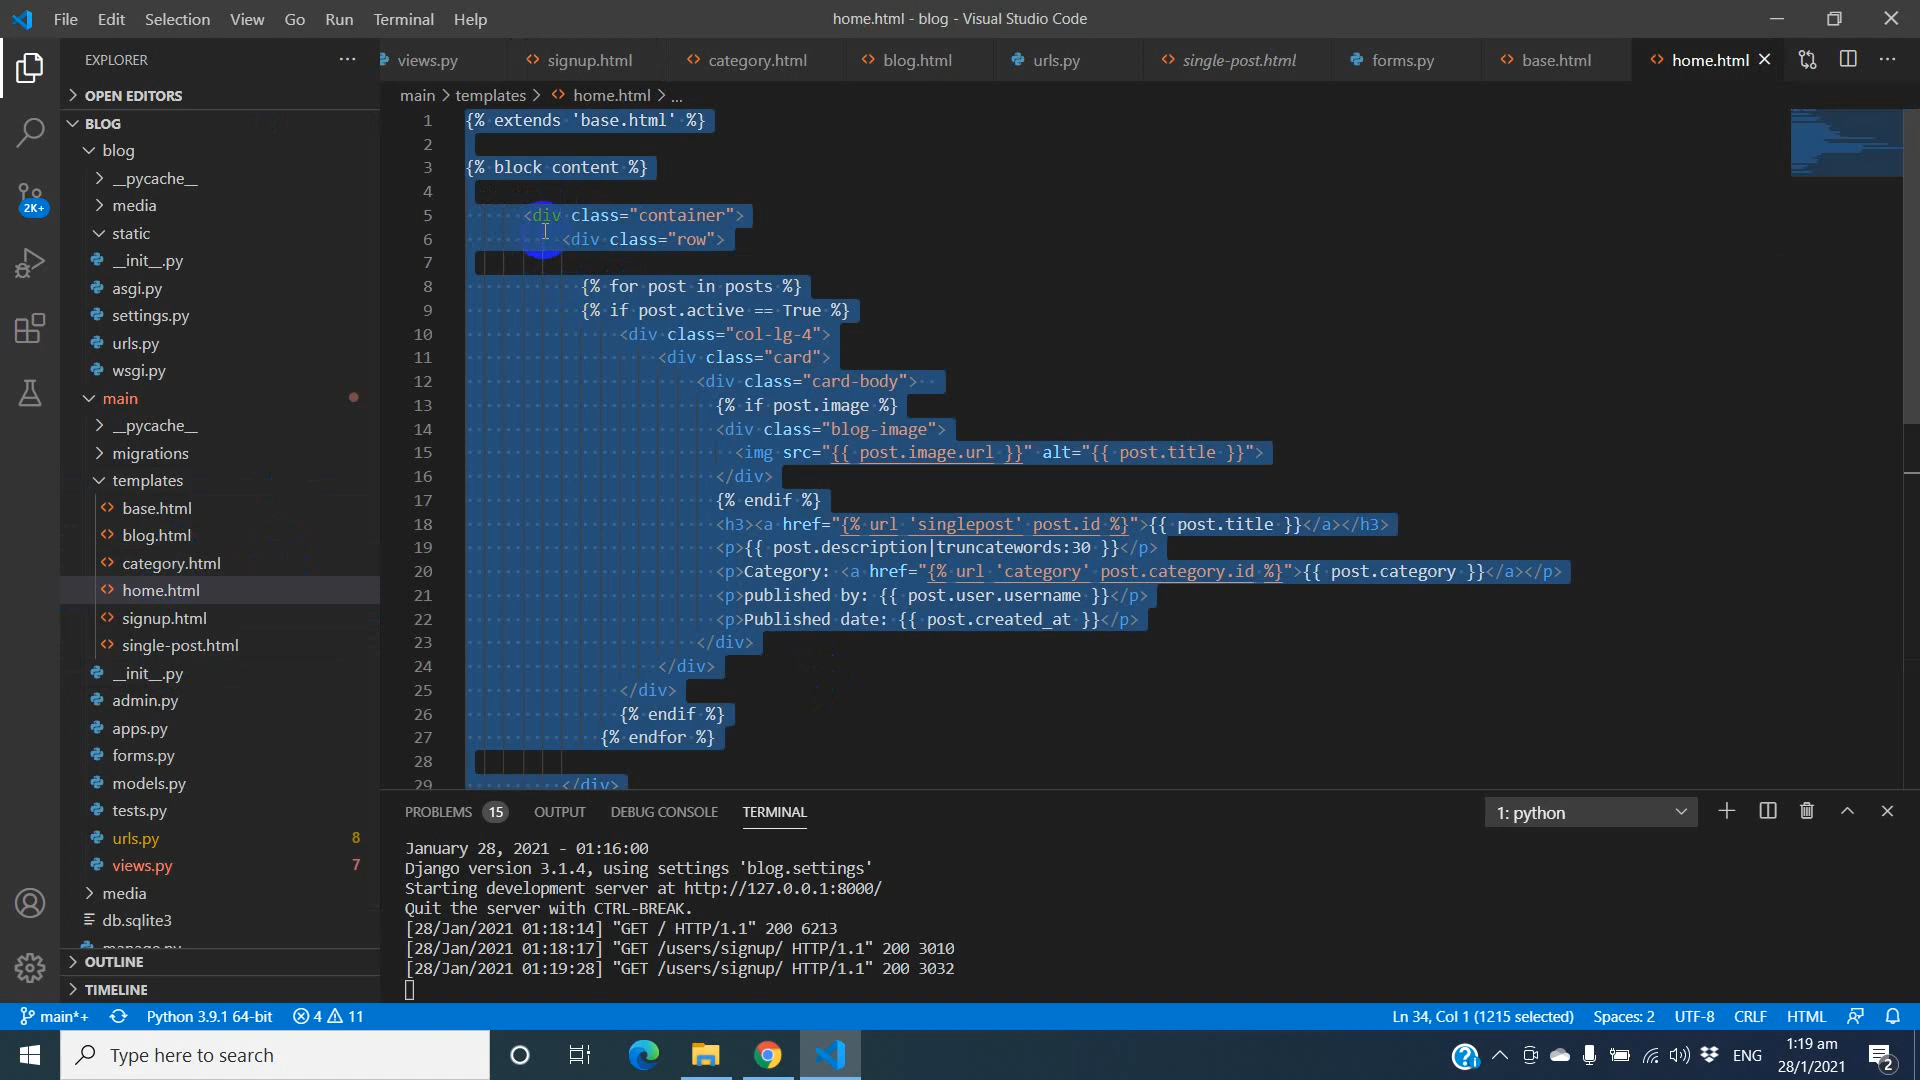 File Edit Selection View Go Run Terminal Help
home.html - blog - Visual Studio Code
EXPLORER
views.py signup.html category.html blog.html urls.py single-post.html forms.py base.html home.html
OPEN EDITORS
BLOG
blog
__pycache__
media
static
__init__.py
asgi.py
settings.py
urls.py
wsgi.py
main
__pycache__
migrations
templates
base.html
blog.html
category.html
home.html
signup.html
single-post.html
__init__.py
admin.py
apps.py
forms.py
models.py
tests.py
urls.py 8
views.py 7
media
db.sqlite3
manage.py
OUTLINE
TIMELINE
2K+
main > templates > home.html > ...
1 {% extends 'base.html' %}
2
3 {% block content %}
4
5 <div class="container">
6 <div class="row">
7
8 {% for post in posts %}
9 {% if post.active == True %}
10 <div class="col-lg-4">
11 <div class="card">
12 <div class="card-body">
13 {% if post.image %}
14 <div class="blog-image">
15 <img src="{{ post.image.url }}" alt="{{ post.title }}">
16 </div>
17 {% endif %}
18 <h3><a href="{% url 'singlepost' post.id %}">{{ post.title }}</a></h3>
19 <p>{{ post.description|truncatewords:30 }}</p>
20 <p>Category: <a href="{% url 'category' post.category.id %}">{{ post.category }}</a></p>
21 <p>published by: {{ post.user.username }}</p>
22 <p>Published date: {{ post.created_at }}</p>
23 </div>
24 </div>
25 </div>
26 {% endif %}
27 {% endfor %}
28
29 </div>
PROBLEMS 15 OUTPUT DEBUG CONSOLE TERMINAL
1: python
January 28, 2021 - 01:16:00
Django version 3.1.4, using settings 'blog.settings'
Starting development server at http://127.0.0.1:8000/
Quit the server with CTRL-BREAK.
[28/Jan/2021 01:18:14] "GET / HTTP/1.1" 200 6213
[28/Jan/2021 01:18:17] "GET /users/signup/ HTTP/1.1" 200 3010
[28/Jan/2021 01:19:28] "GET /users/signup/ HTTP/1.1" 200 3032
main*+ Python 3.9.1 64-bit 4 11
Ln 34, Col 1 (1215 selected) Spaces: 2 UTF-8 CRLF HTML
Type here to search
ENG
1:19 am
28/1/2021
2